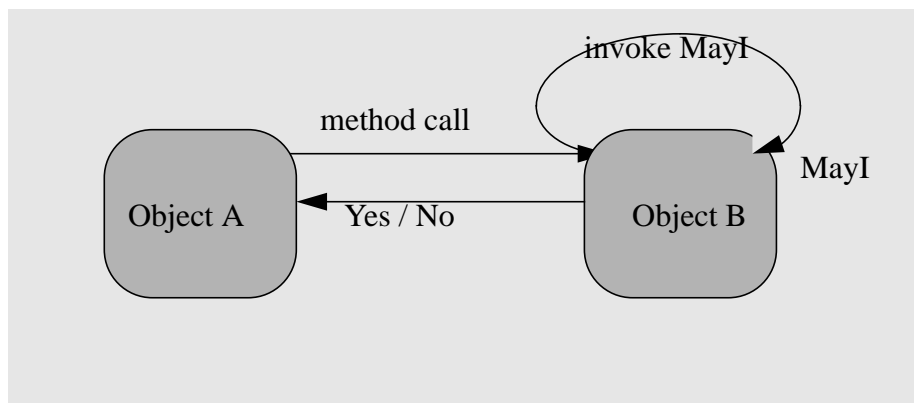 invoke MayI
method call
MayI
Object A
Yes / No
Object B